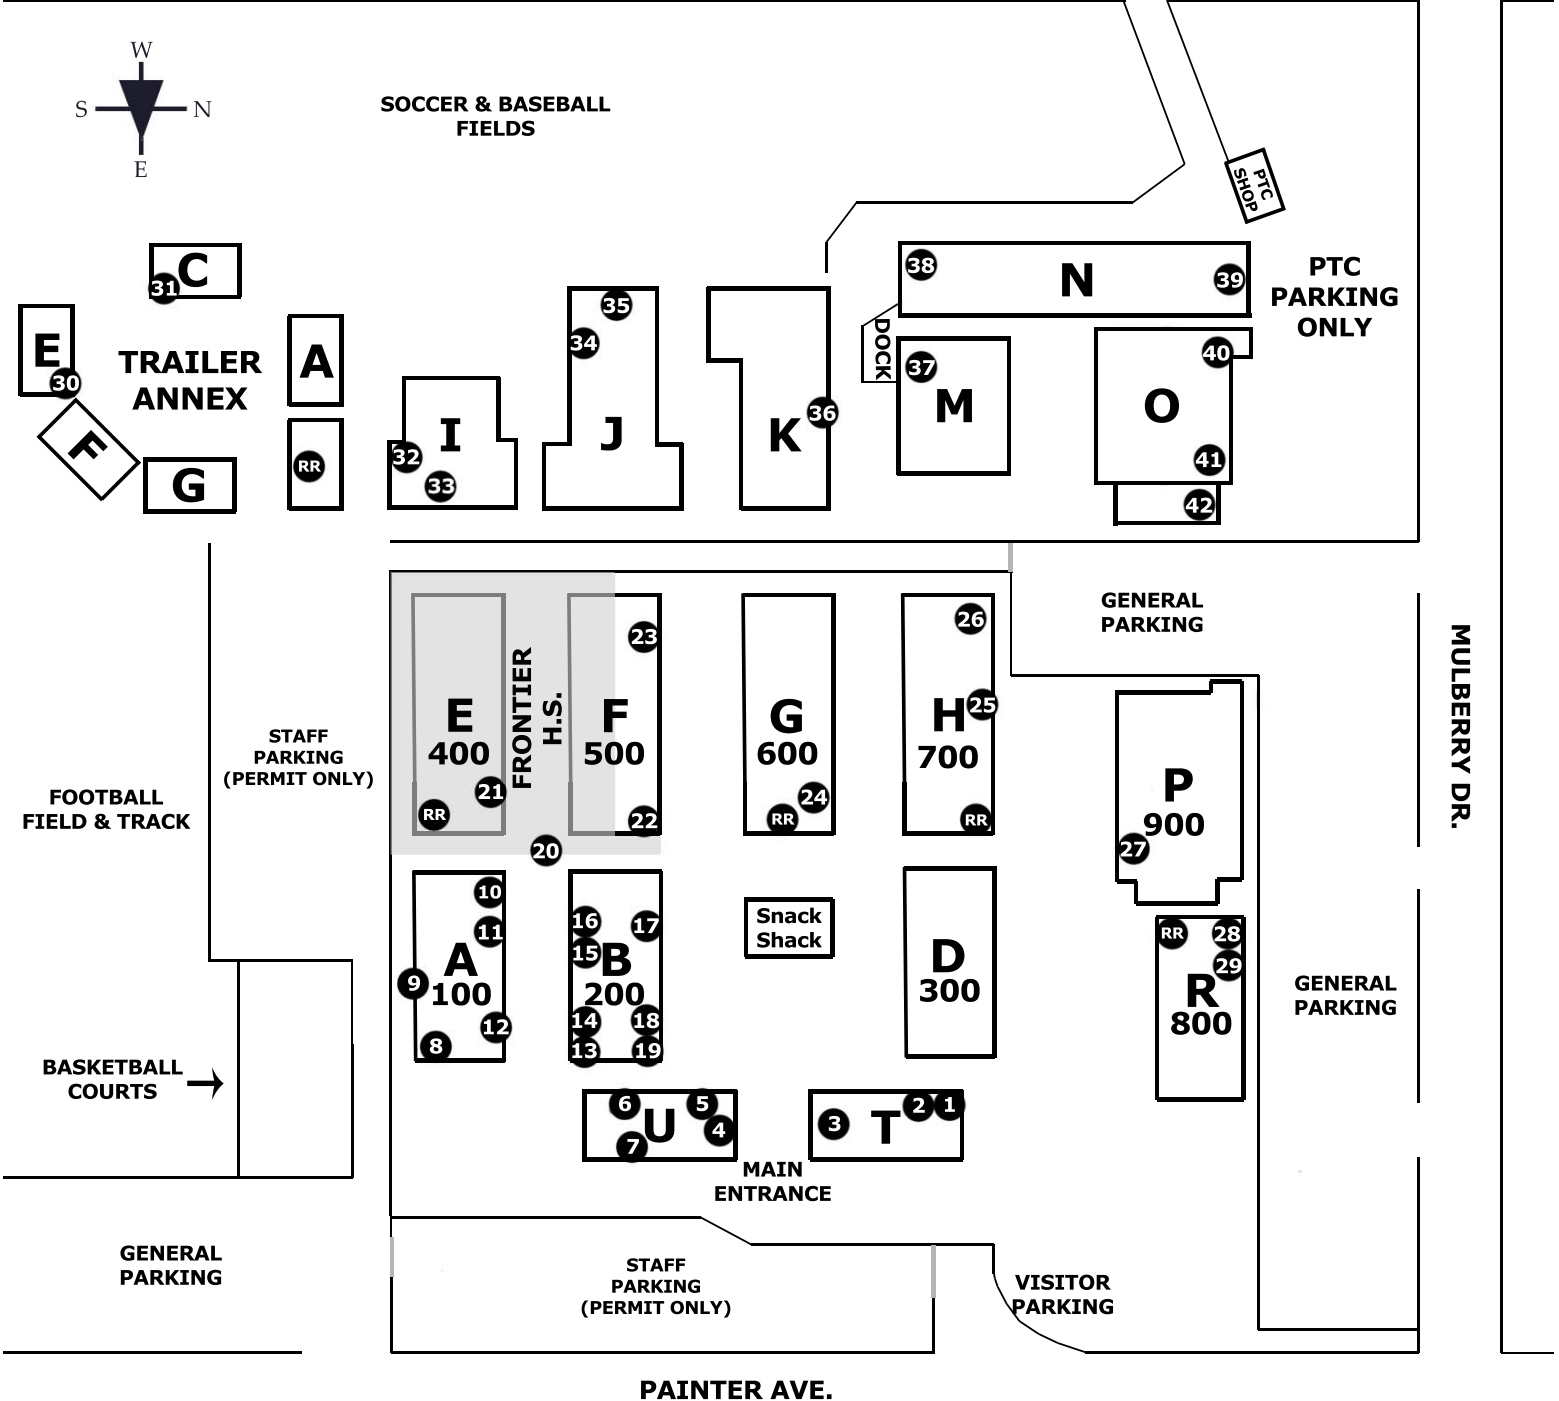 W
S N
E
SOCCER & BASEBALL
FIELDS
PTC
SHOP
C
31
E
30
TRAILER
ANNEX
A
F
G
RR
I
32
33
J
35
34
K
36
DOCK
38
N
39
37
M
40
O
41
42
PTC
PARKING
ONLY
GENERAL
PARKING
MULBERRY DR.
STAFF
PARKING
(PERMIT ONLY)
FOOTBALL
FIELD & TRACK
E
400
21
RR
FRONTIER
H.S.
23
F
500
22
20
G
600
24
RR
26
25
H
700
RR
P
900
27
10
11
A
9
100
12
8
16
17
15
B
200
14
18
13
19
Snack
Shack
D
300
RR
28
29
R
800
GENERAL
PARKING
BASKETBALL
COURTS
6
5
U
4
7
3
T
2
1
MAIN
ENTRANCE
GENERAL
PARKING
STAFF
PARKING
(PERMIT ONLY)
VISITOR
PARKING
PAINTER AVE.